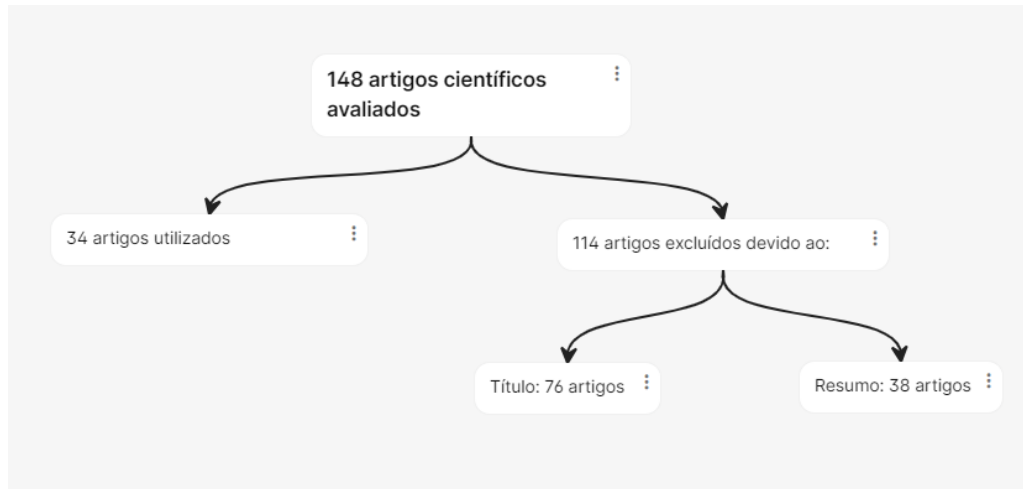 148 artigos científicos
avaliados
34 artigos utilizados
114 artigos excluídos devido ao:
Título: 76 artigos
Resumo: 38 artigos